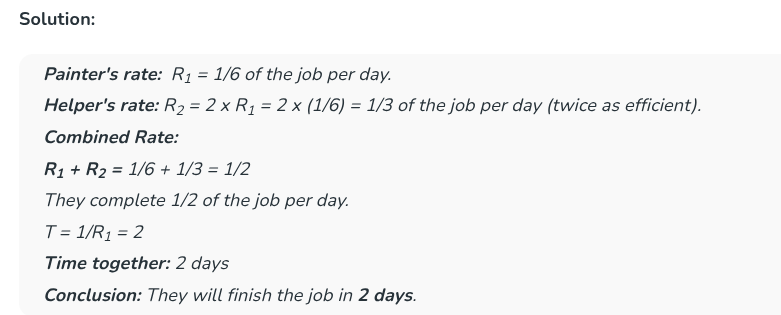 Solution:
Painter's rate: R₁ = 1/6 of the job per day.
Helper's rate: R₂ = 2 x R₁ = 2 x (1/6) = 1/3 of the job per day (twice as efficient).
Combined Rate:
R₁ + R₂ = 1/6 + 1/3 = 1/2
They complete 1/2 of the job per day.
T = 1/R₁ = 2
Time together: 2 days
Conclusion: They will finish the job in 2 days.